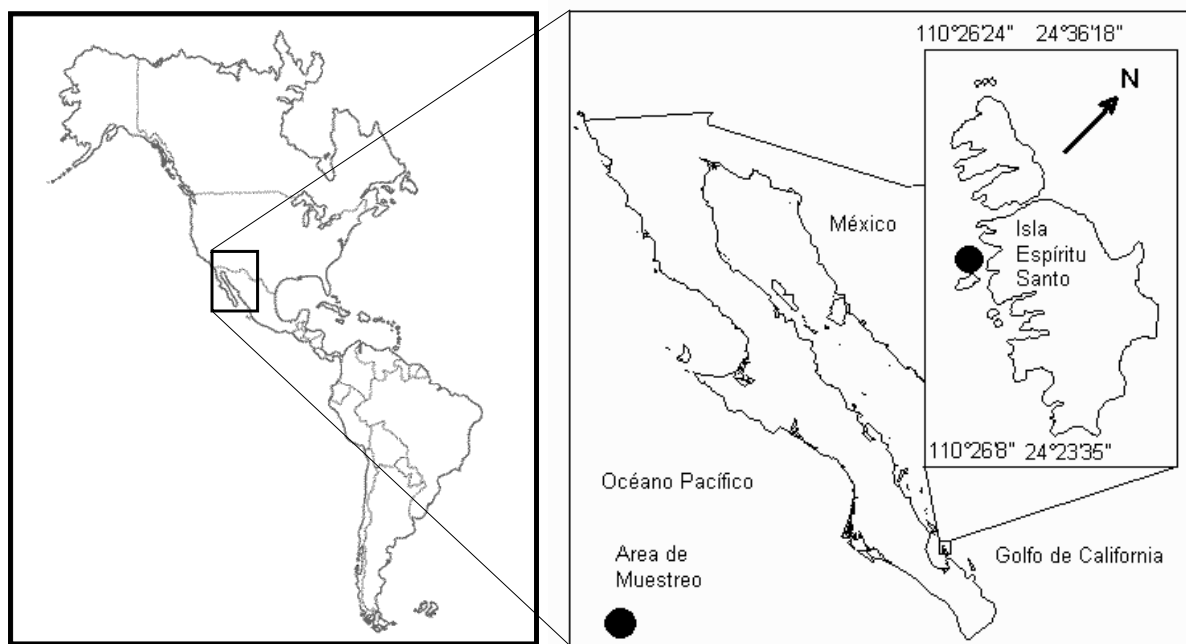 110°26'24" 24°36'18"
N
México
Isla
Espíritu
Santo
110°26'8" 24°23'35"
Océano Pacífico
Golfo de California
Area de
Muestreo